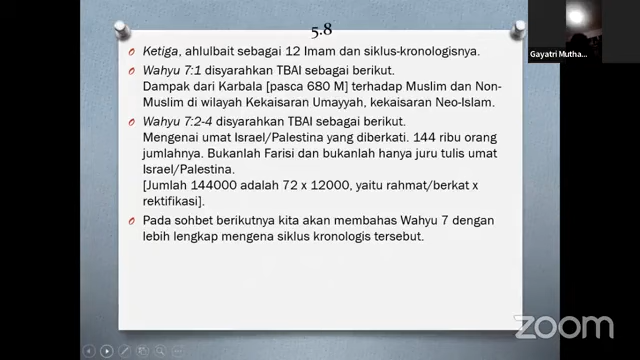 5.8
Ketiga, ahlulbait sebagai 12 Imam dan siklus-kronologisnya.
Wahyu 7:1 disyarahkan TBAI sebagai berikut.
Dampak dari Karbala [pasca 680 M] terhadap Muslim dan Non-
Muslim di wilayah Kekaisaran Umayyah, kekaisaran Neo-Islam.
Wahyu 7:2-4 disyarahkan TBAI sebagai berikut.
Mengenai umat Israel/Palestina yang diberkati. 144 ribu orang
jumlahnya. Bukanlah Farisi dan bukanlah hanya juru tulis umat
Israel/Palestina.
[Jumlah 144000 adalah 72 x 12000, yaitu rahmat/berkat x
rektifikasi].
Pada sohbet berikutnya kita akan membahas Wahyu 7 dengan
lebih lengkap mengena siklus kronologis tersebut.
Gayatri Mutha...
zoom